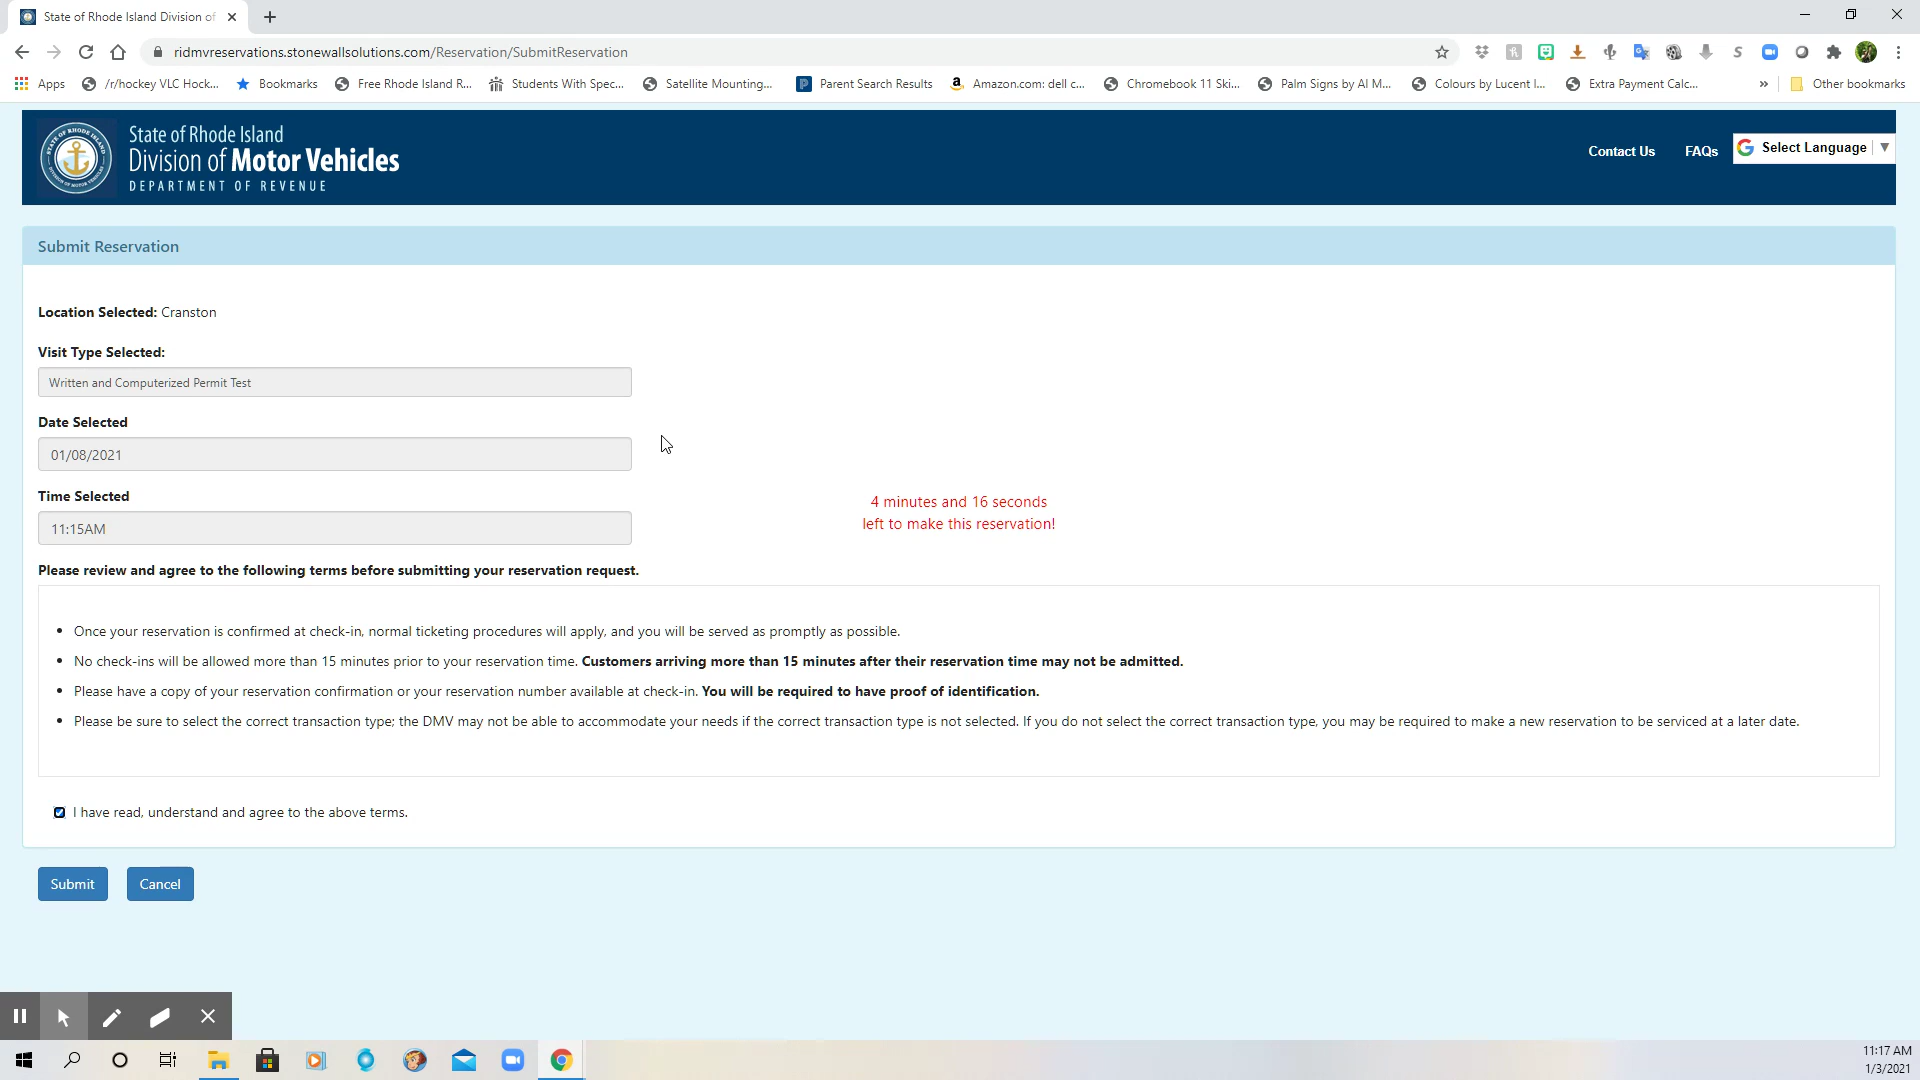 State of Rhode Island Division of
ridmvreservations.stonewallsolutions.com/Reservation/SubmitReservation
Apps /r/hockey VLC Hock... Bookmarks Free Rhode Island R... Students With Spec... Satellite Mounting... Parent Search Results Amazon.com: dell c... Chromebook 11 Ski... Palm Signs by AI M... Colours by Lucent I... Extra Payment Calc... » Other bookmarks
State of Rhode Island
Division of Motor Vehicles
DEPARTMENT OF REVENUE
Contact Us FAQs Select Language ▼
Submit Reservation
Location Selected: Cranston
Visit Type Selected:
Written and Computerized Permit Test
Date Selected
01/08/2021
Time Selected
11:15AM
4 minutes and 16 seconds
left to make this reservation!
Please review and agree to the following terms before submitting your reservation request.
• Once your reservation is confirmed at check-in, normal ticketing procedures will apply, and you will be served as promptly as possible.
• No check-ins will be allowed more than 15 minutes prior to your reservation time. Customers arriving more than 15 minutes after their reservation time may not be admitted.
• Please have a copy of your reservation confirmation or your reservation number available at check-in. You will be required to have proof of identification.
• Please be sure to select the correct transaction type; the DMV may not be able to accommodate your needs if the correct transaction type is not selected. If you do not select the correct transaction type, you may be required to make a new reservation to be serviced at a later date.
I have read, understand and agree to the above terms.
Submit Cancel
11:17 AM
1/3/2021